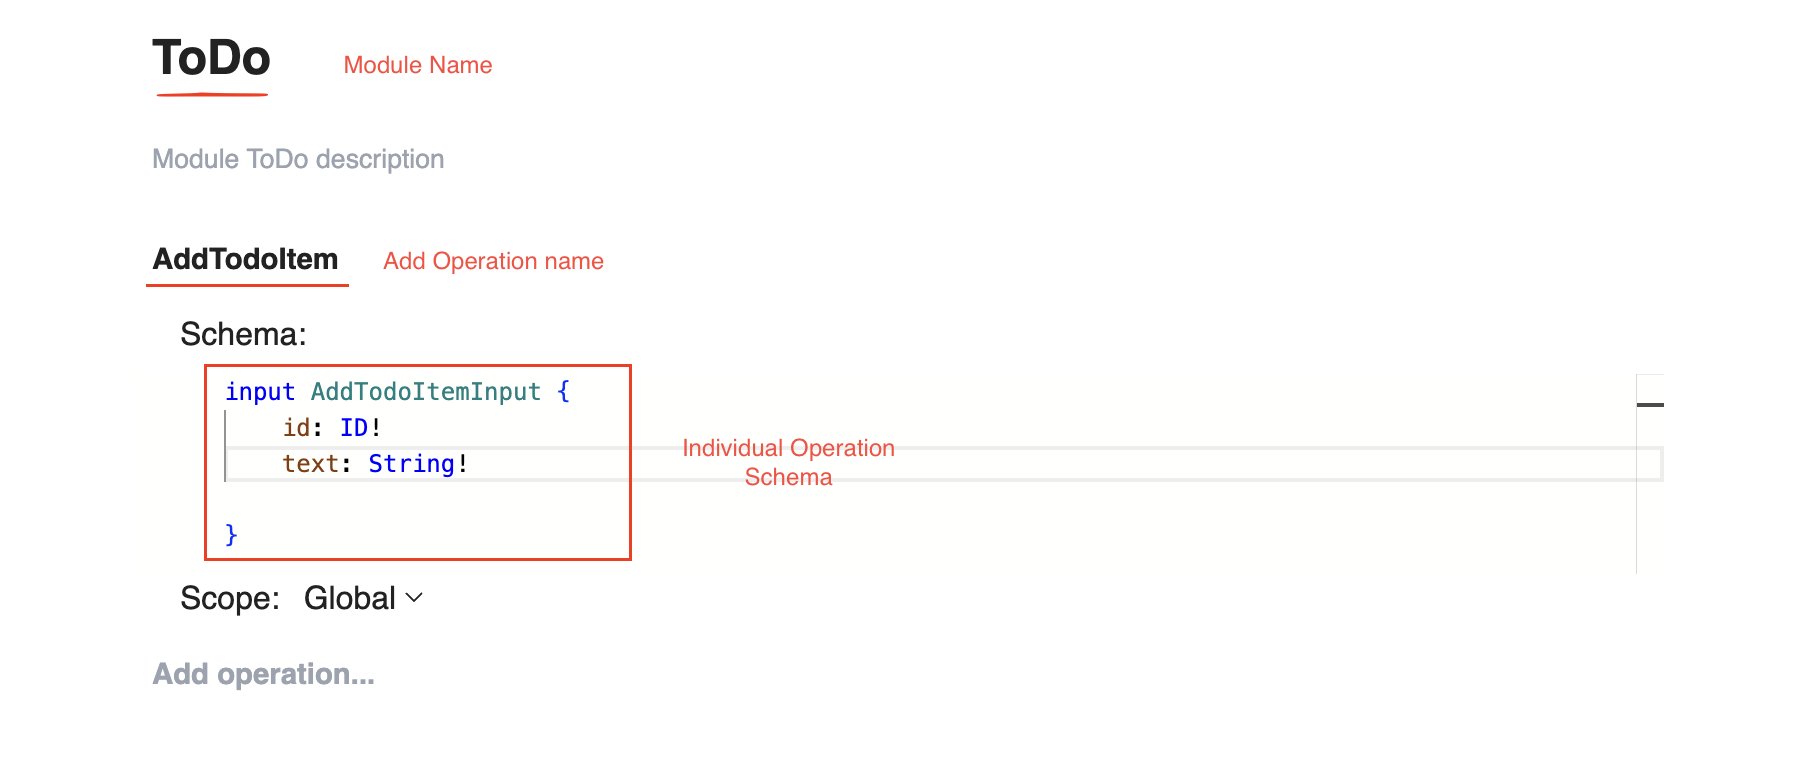 ToDo Module Name
Module ToDo description
AddTodoItem Add Operation name
Schema:
input AddTodoItemInput {
id: ID!
text: String!
}
Individual Operation
Schema
Scope: Global
Add operation...